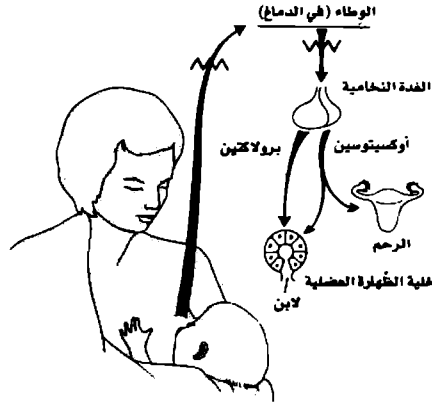 الوطاء (في الدماغ)
الغدة النخامية
أوكسيتوسين
برولاكتين
الرحم
خلية الظهارة العضلية
لابن